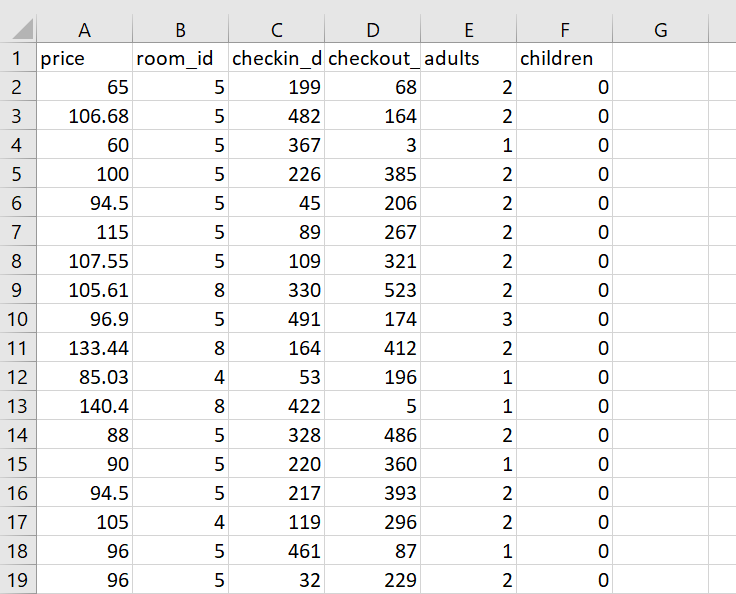 A B C D E F G
1 price room_id checkin_d checkout_ adults children
2 65 5 199 68 2 0
3 106.68 5 482 164 2 0
4 60 5 367 3 1 0
5 100 5 226 385 2 0
6 94.5 5 45 206 2 0
7 115 5 89 267 2 0
8 107.55 5 109 321 2 0
9 105.61 8 330 523 2 0
10 96.9 5 491 174 3 0
11 133.44 8 164 412 2 0
12 85.03 4 53 196 1 0
13 140.4 8 422 5 1 0
14 88 5 328 486 2 0
15 90 5 220 360 1 0
16 94.5 5 217 393 2 0
17 105 4 119 296 2 0
18 96 5 461 87 1 0
19 96 5 32 229 2 0